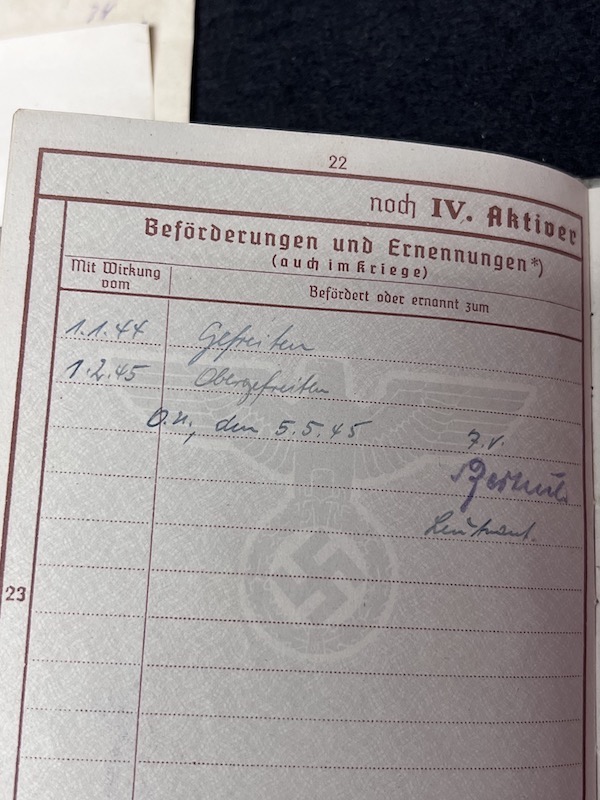 22
noch IV. Aktiver
Beförderungen und Ernennungen*)
(auch im Kriege)
Mit Wirkung vom
Befördert oder ernannt zum
1.1.44 Gefreiten
1.2.45 Obergefreiten
O.U., den 5.5.45
Leutnant.
23